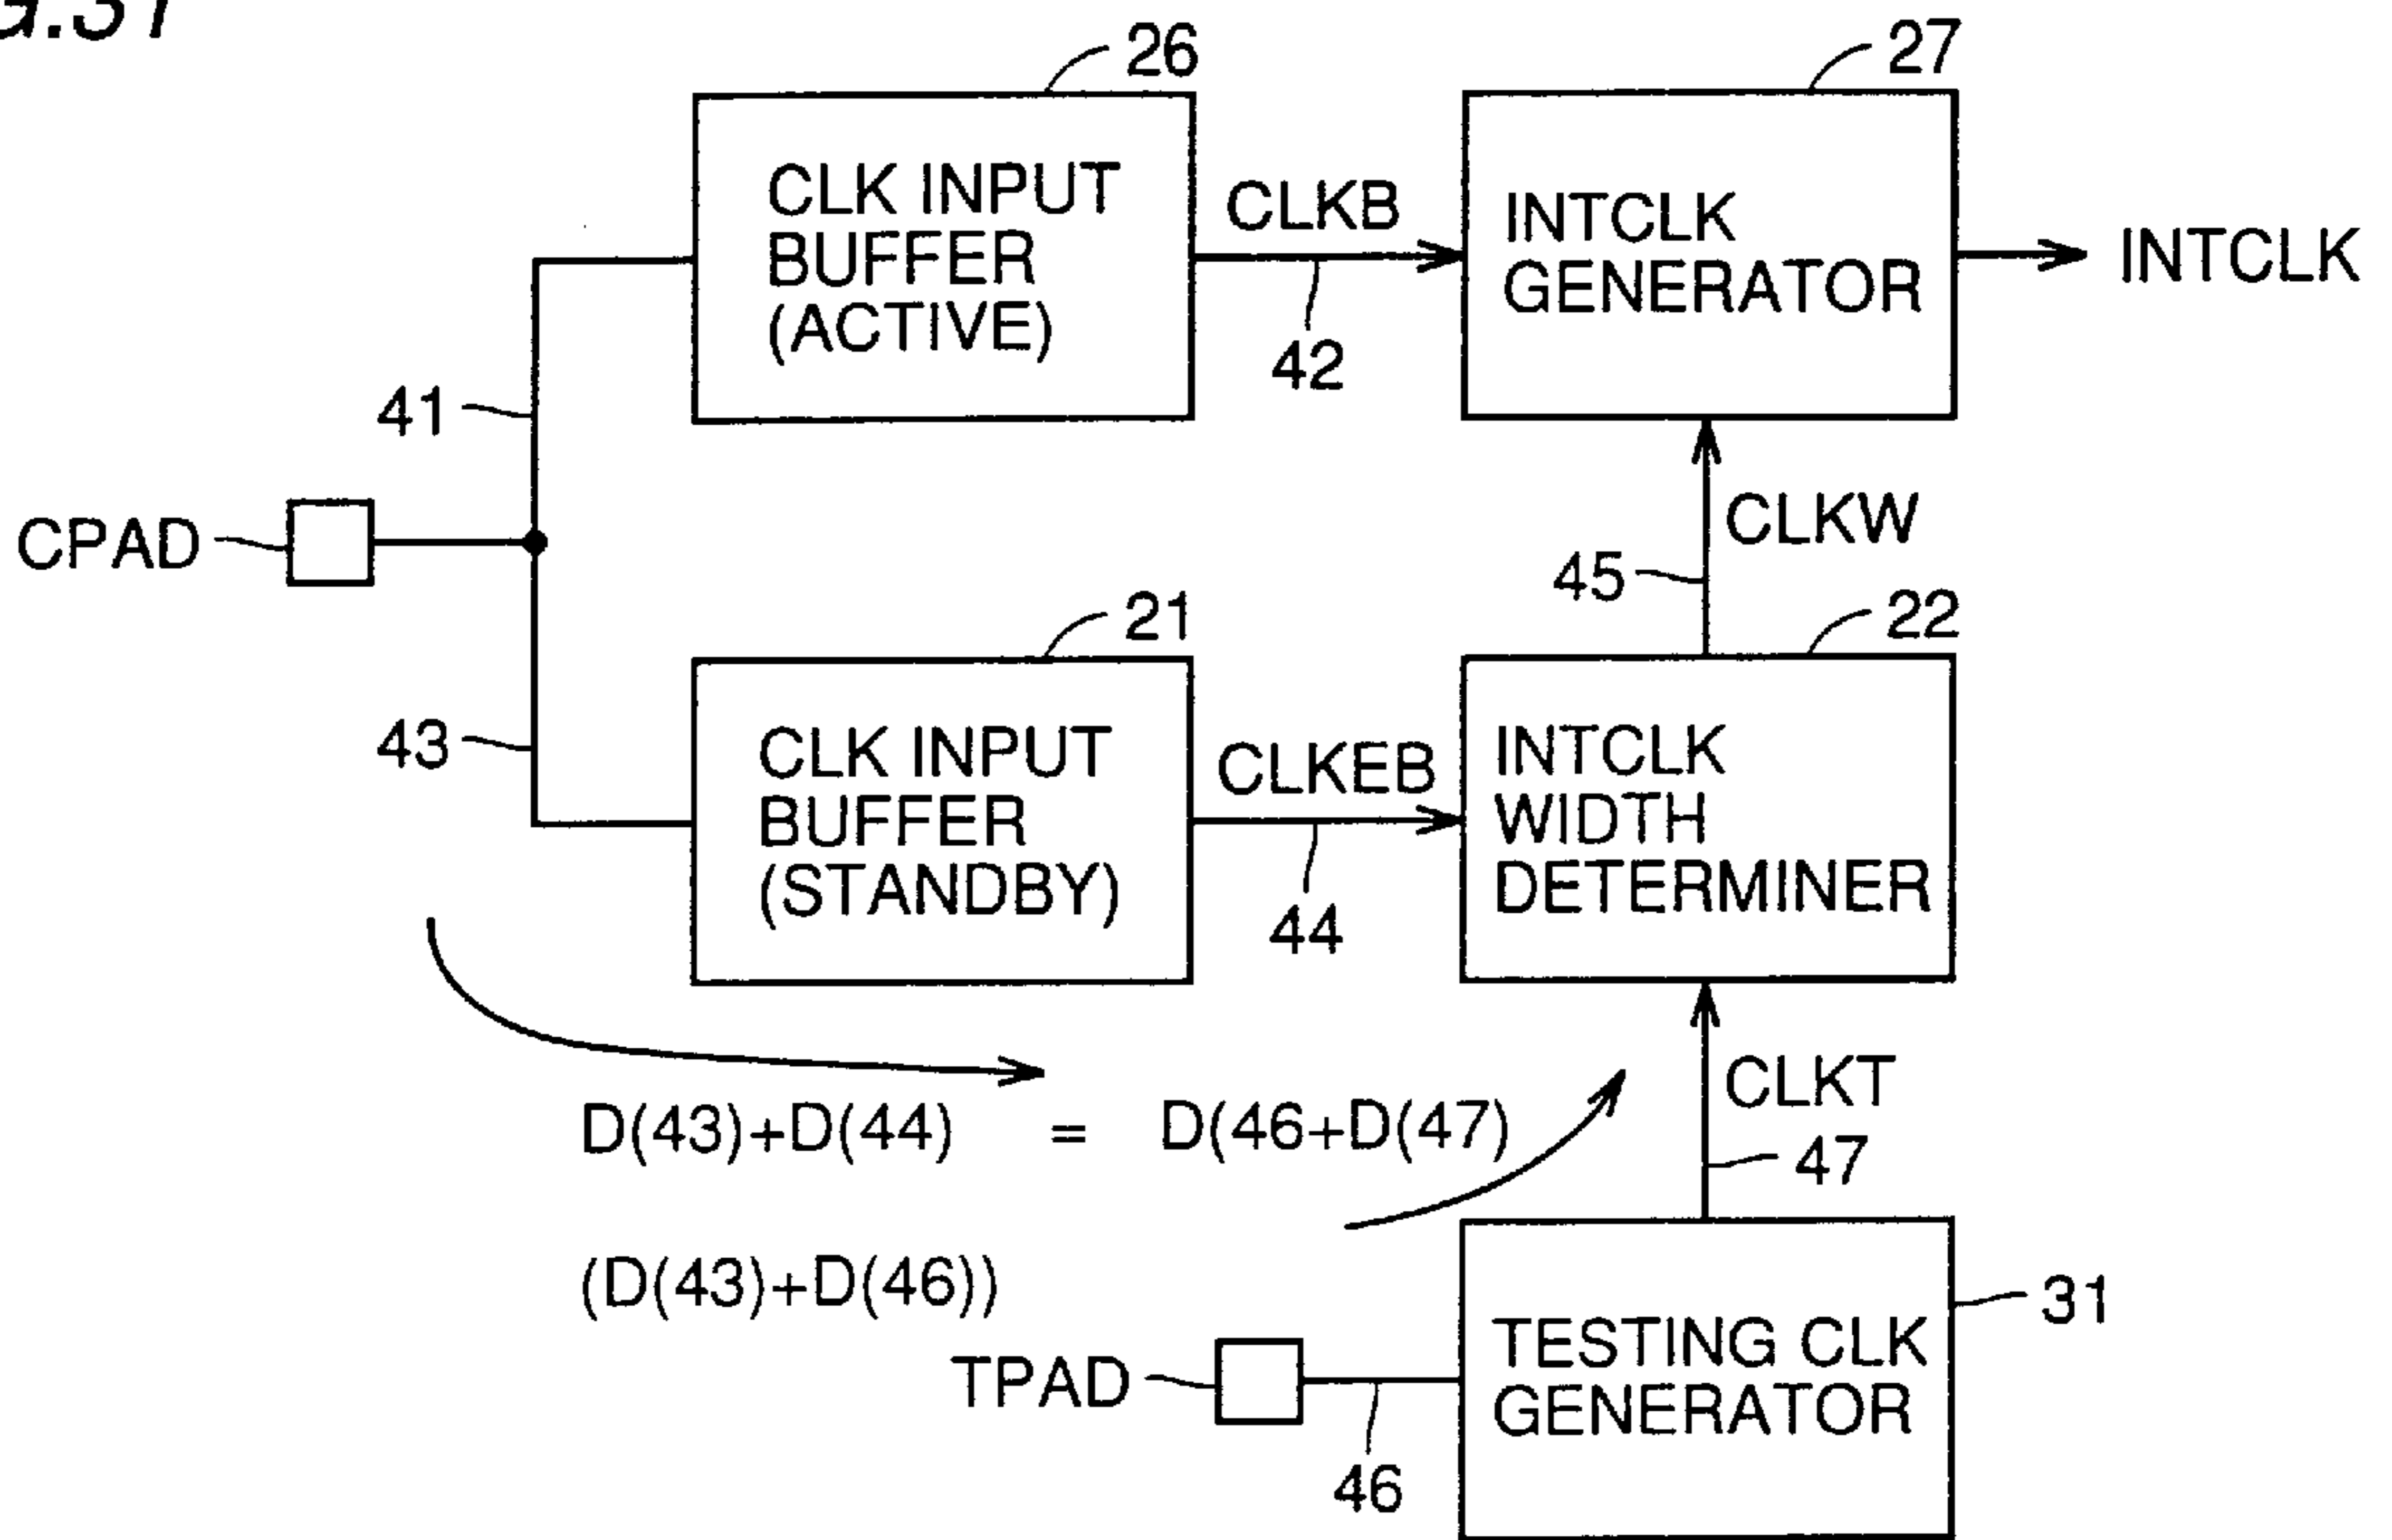 26
27
CLK INPUT
BUFFER
(ACTIVE)
CLKB
42
INTCLK
GENERATOR
INTCLK
41
CPAD
CLKW
45
21
22
43
CLK INPUT
BUFFER
(STANDBY)
CLKEB
44
INTCLK
WIDTH
DETERMINER
CLKT
47
D(43)+D(44) = D(46+D(47)
(D(43)+D(46))
31
TPAD
46
TESTING CLK
GENERATOR